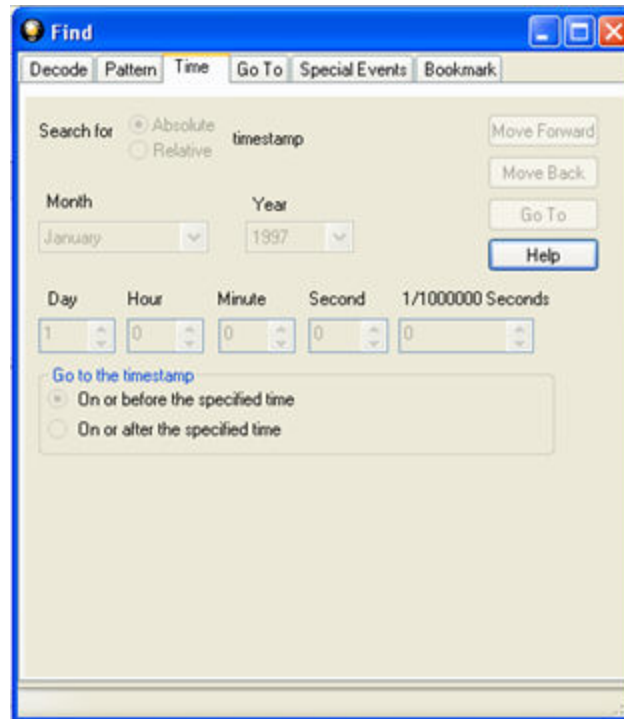 Find
Decode Pattern Time Go To Special Events Bookmark
Search for Absolute timestamp Move Forward
Relative
Move Back
Month Year
Go To
January 1997
Help
Day Hour Minute Second 1/1000000 Seconds
1 0 0 0 0
Go to the timestamp
On or before the specified time
On or after the specified time